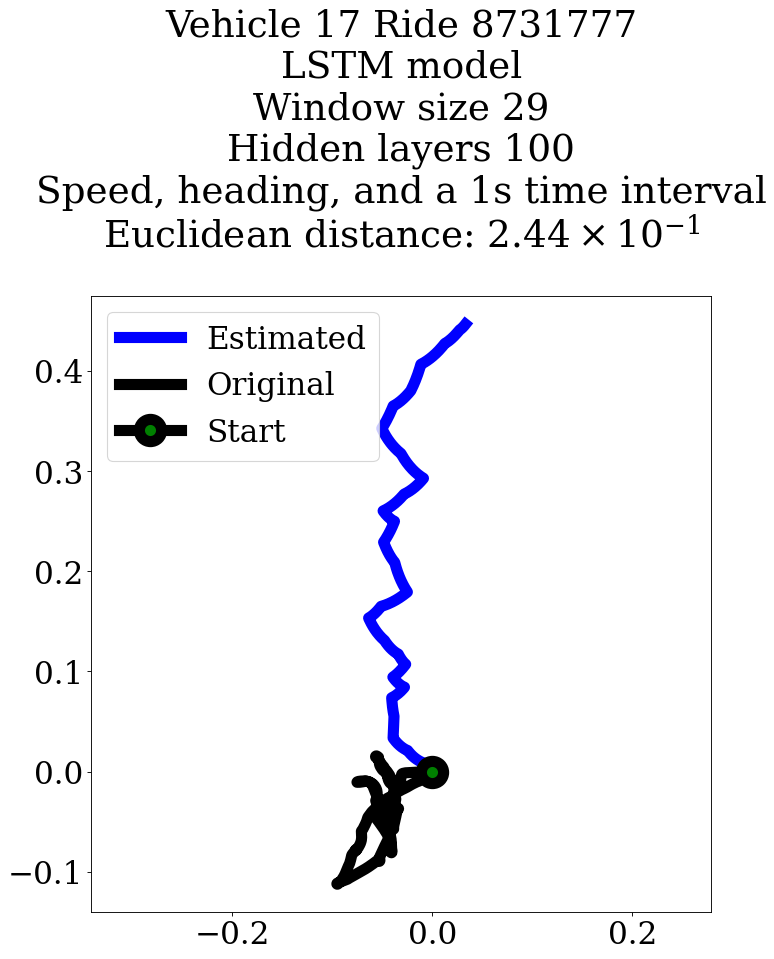 Vehicle 17 Ride 8731777
LSTM model
Window size 29
Hidden layers 100
Speed, heading, and a 1s time interval
Euclidean distance: 2.44 × 10⁻¹
Estimated
Original
Start
0.4
0.3
0.2
0.1
0.0
−0.1
−0.2 0.0 0.2